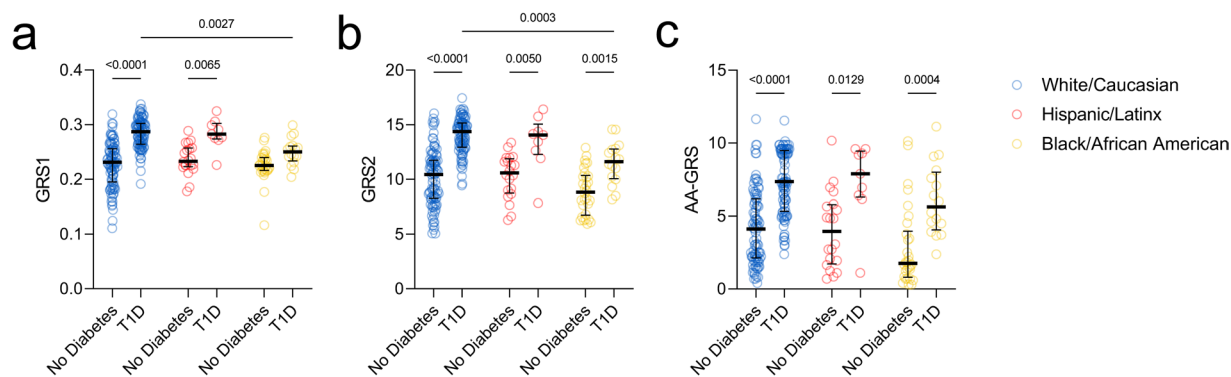 a
0.0027
<0.0001
0.0065
GRS1
0.4
0.3
0.2
0.1
0.0
No Diabetes
T1D
No Diabetes
T1D
No Diabetes
T1D
b
0.0003
<0.0001
0.0050
0.0015
GRS2
20
15
10
5
0
No Diabetes
T1D
No Diabetes
T1D
No Diabetes
T1D
c
<0.0001
0.0129
0.0004
AA-GRS
15
10
5
0
No Diabetes
T1D
No Diabetes
T1D
No Diabetes
T1D
White/Caucasian
Hispanic/Latinx
Black/African American